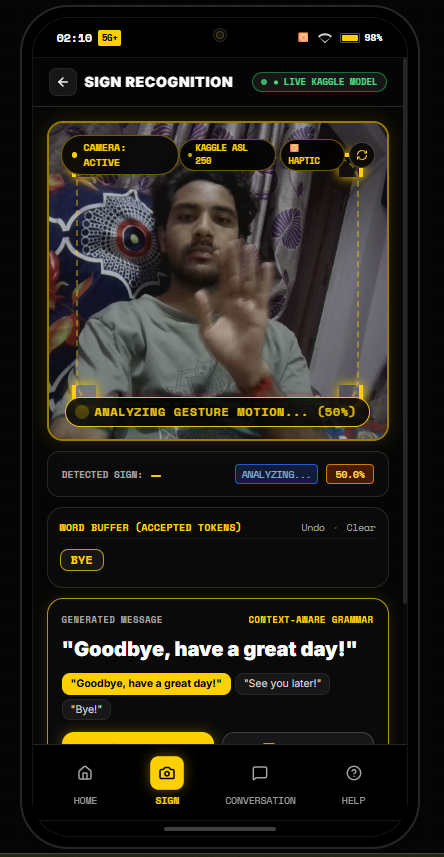 02:10 5G+ 98%
SIGN RECOGNITION ● LIVE KAGGLE MODEL
CAMERA: ACTIVE
KAGGLE ASL 250
HAPTIC
ANALYZING GESTURE MOTION... (50%)
DETECTED SIGN: — ANALYZING... 50.0%
WORD BUFFER (ACCEPTED TOKENS) Undo · Clear
BYE
GENERATED MESSAGE CONTEXT-AWARE GRAMMAR
"Goodbye, have a great day!"
"Goodbye, have a great day!" "See you later!"
"Bye!"
HOME SIGN CONVERSATION HELP